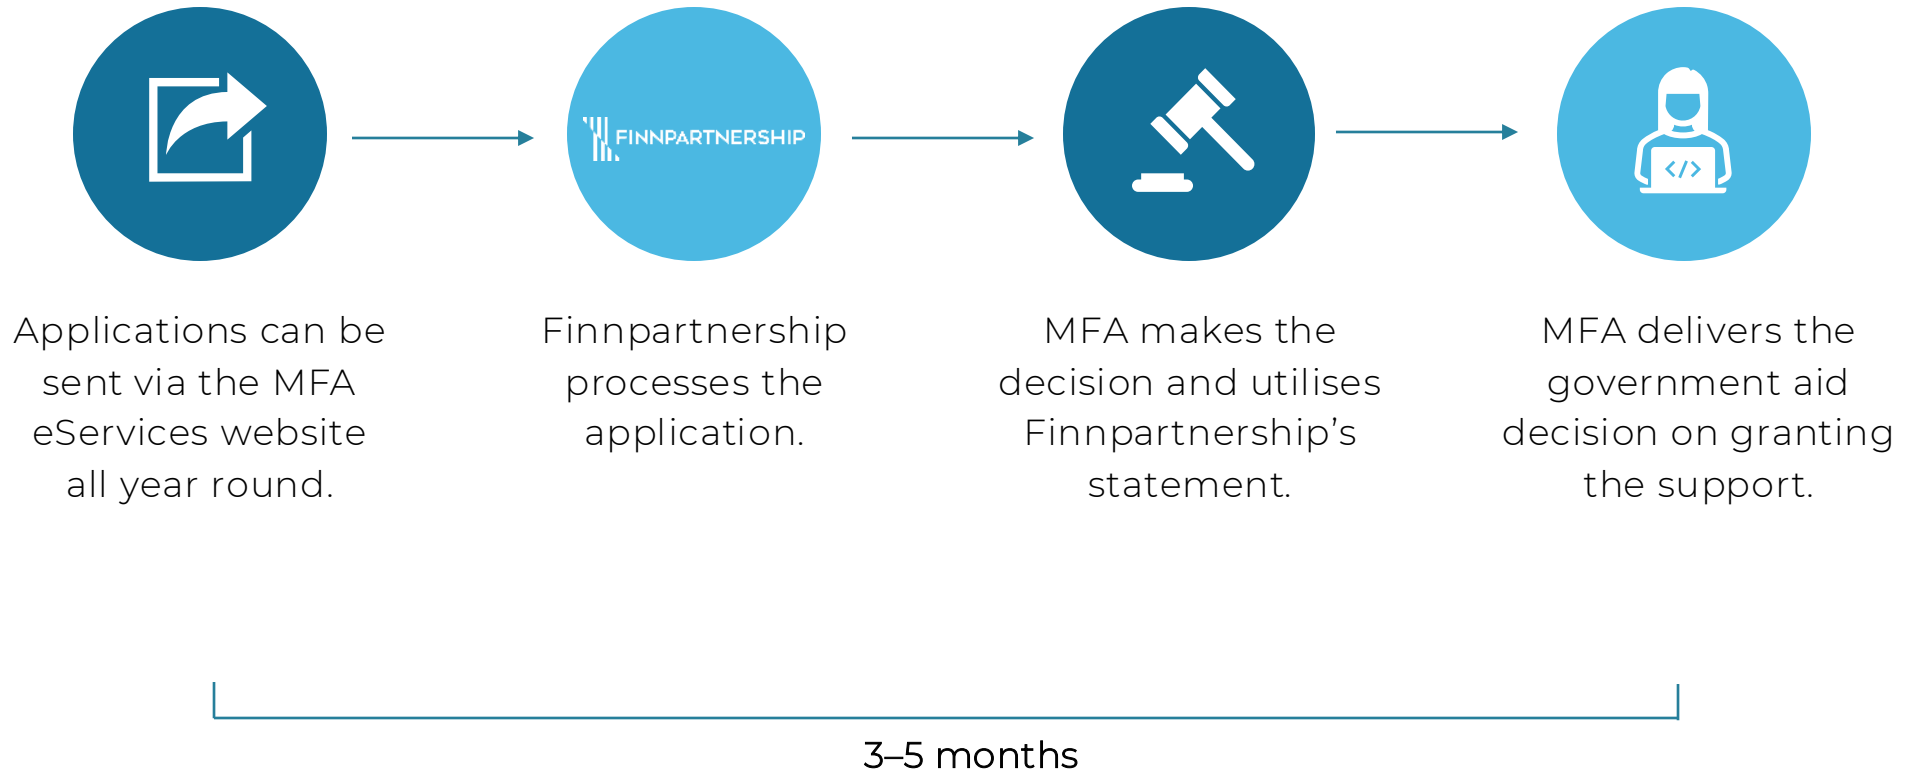 FINNPARTNERSHIP
Applications can be
sent via the MFA
eServices website
all year round.
Finnpartnership
processes the
application.
MFA makes the
decision and utilises
Finnpartnership’s
statement.
</>
MFA delivers the
government aid
decision on granting
the support.
3–5 months